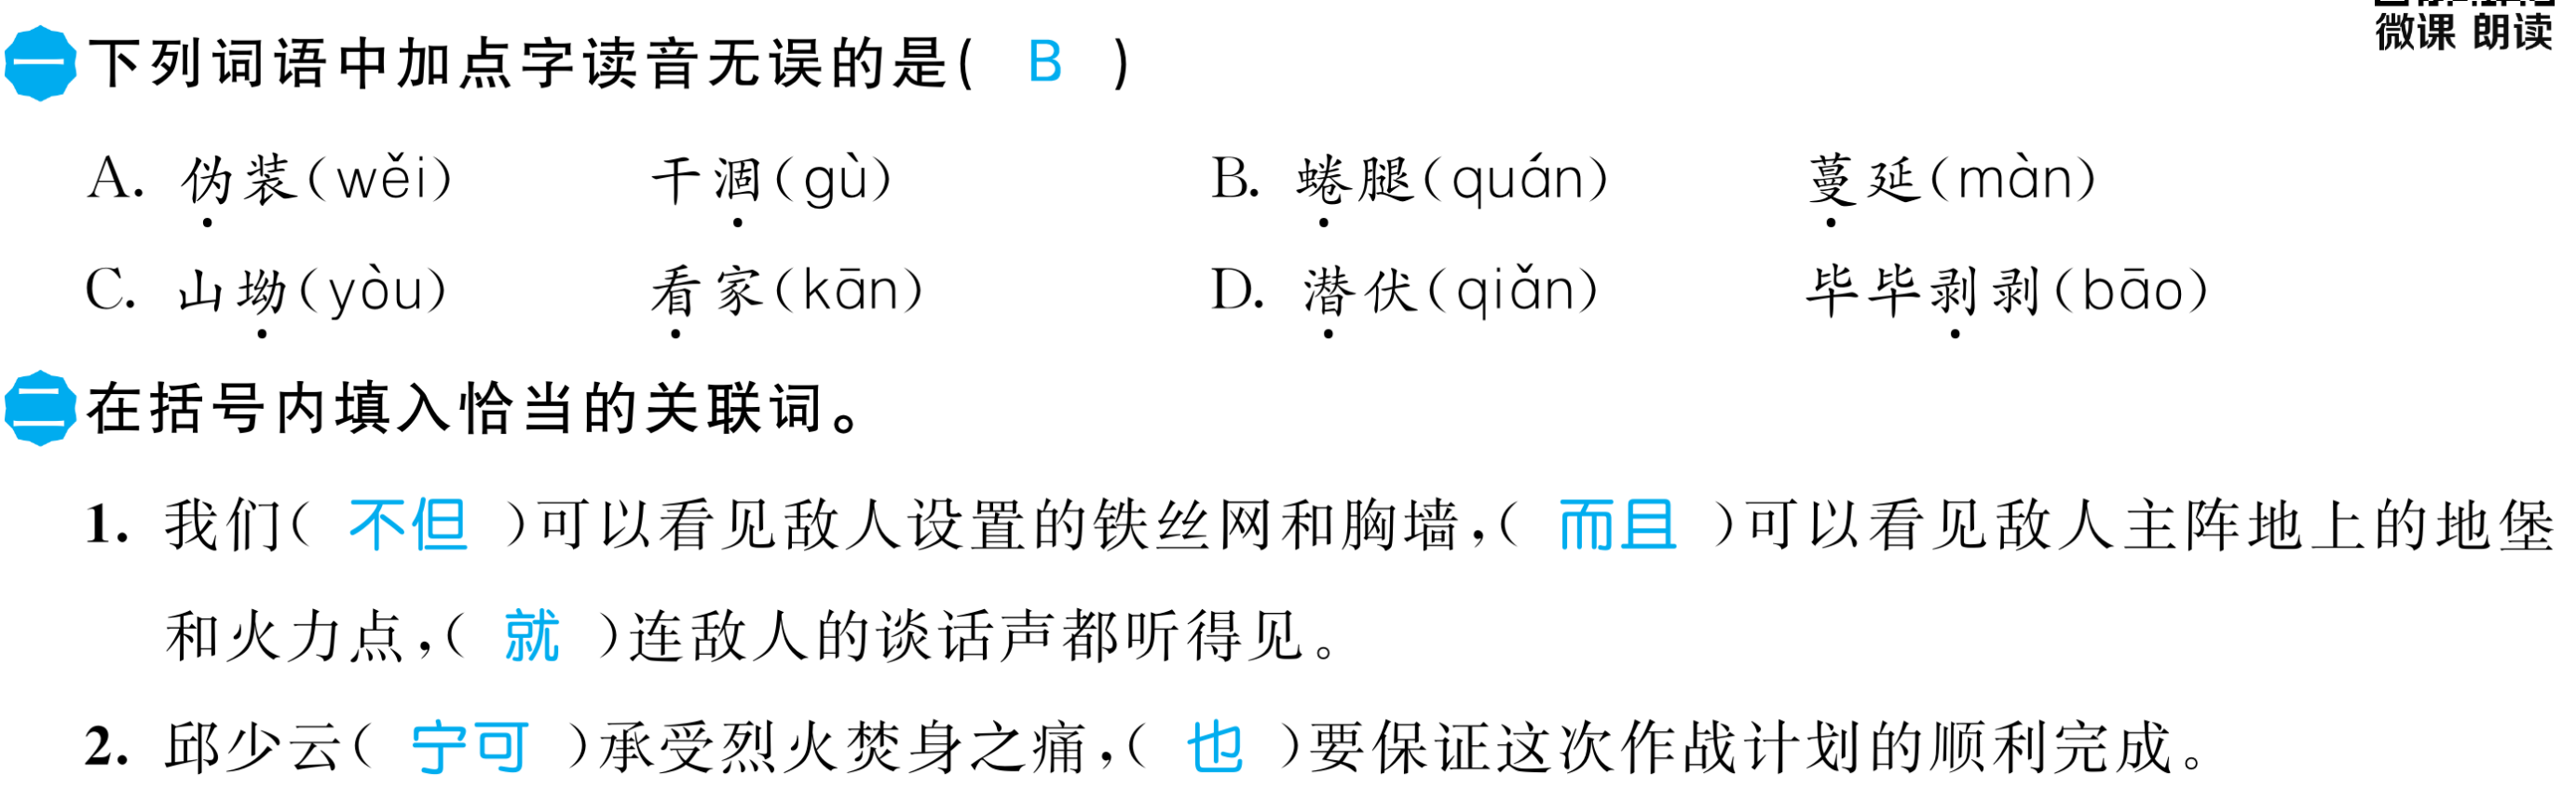 微课 朗读
一 下列词语中加点字读音无误的是( B )
A. 伪装(wěi) 干涸(gù) B. 蜷腿(quán) 蔓延(màn)
C. 山坳(yòu) 看家(kān) D. 潜伏(qiǎn) 毕毕剥剥(bāo)
二 在括号内填入恰当的关联词。
1. 我们( 不但 )可以看见敌人设置的铁丝网和胸墙,( 而且 )可以看见敌人主阵地上的地堡
和火力点,( 就 )连敌人的谈话声都听得见。
2. 邱少云( 宁可 )承受烈火焚身之痛,( 也 )要保证这次作战计划的顺利完成。